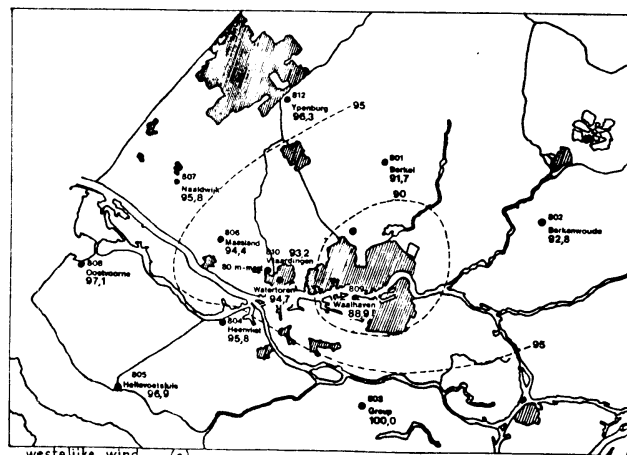 812
Ypenburg
96,3
95
807
Naaldwijk
95,8
801
Berkel
91,7
90
802
Berkenwoude
92,8
806
Maasland
94,4
810
Vlaardingen
93,2
80 m-mast
Watertoren
94,7
809
Waalhaven
88,9
808
Oostvoorne
97,1
804
Heenvliet
95,8
95
805
Hellevoetsluis
96,9
803
Group
100,0
westelijke wind